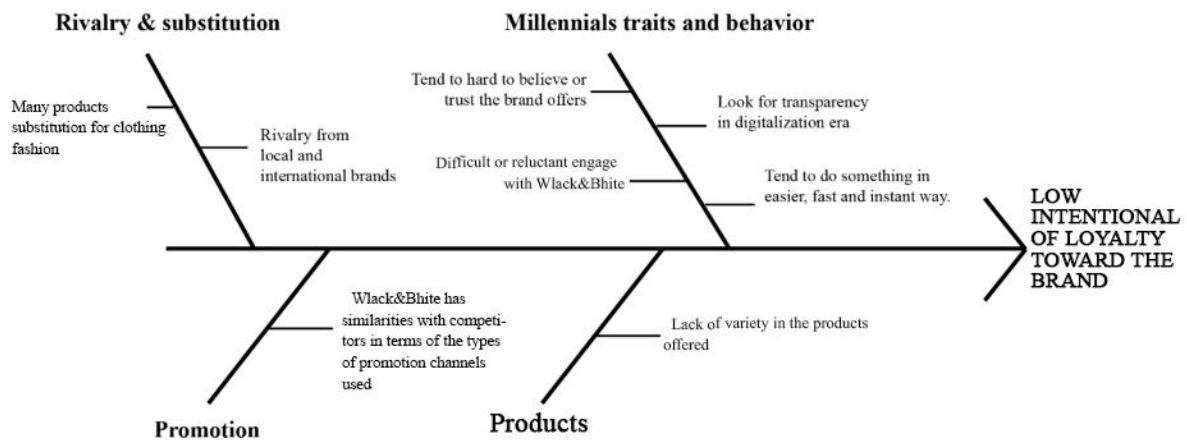 Rivalry & substitution
Millennials traits and behavior
Many products
substitution for clothing
fashion
Rivalry from
local and
international brands
Tend to hard to believe or
trust the brand offers
Look for transparency
in digitalization era
Difficult or reluctant engage
with Wlack&Bhite
Tend to do something in
easier, fast and instant way.
LOW
INTENTIONAL
OF LOYALTY
TOWARD THE
BRAND
Wlack&Bhite has
similarities with competi-
tors in terms of the types
of promotion channels
used
Lack of variety in the products
offered
Promotion
Products